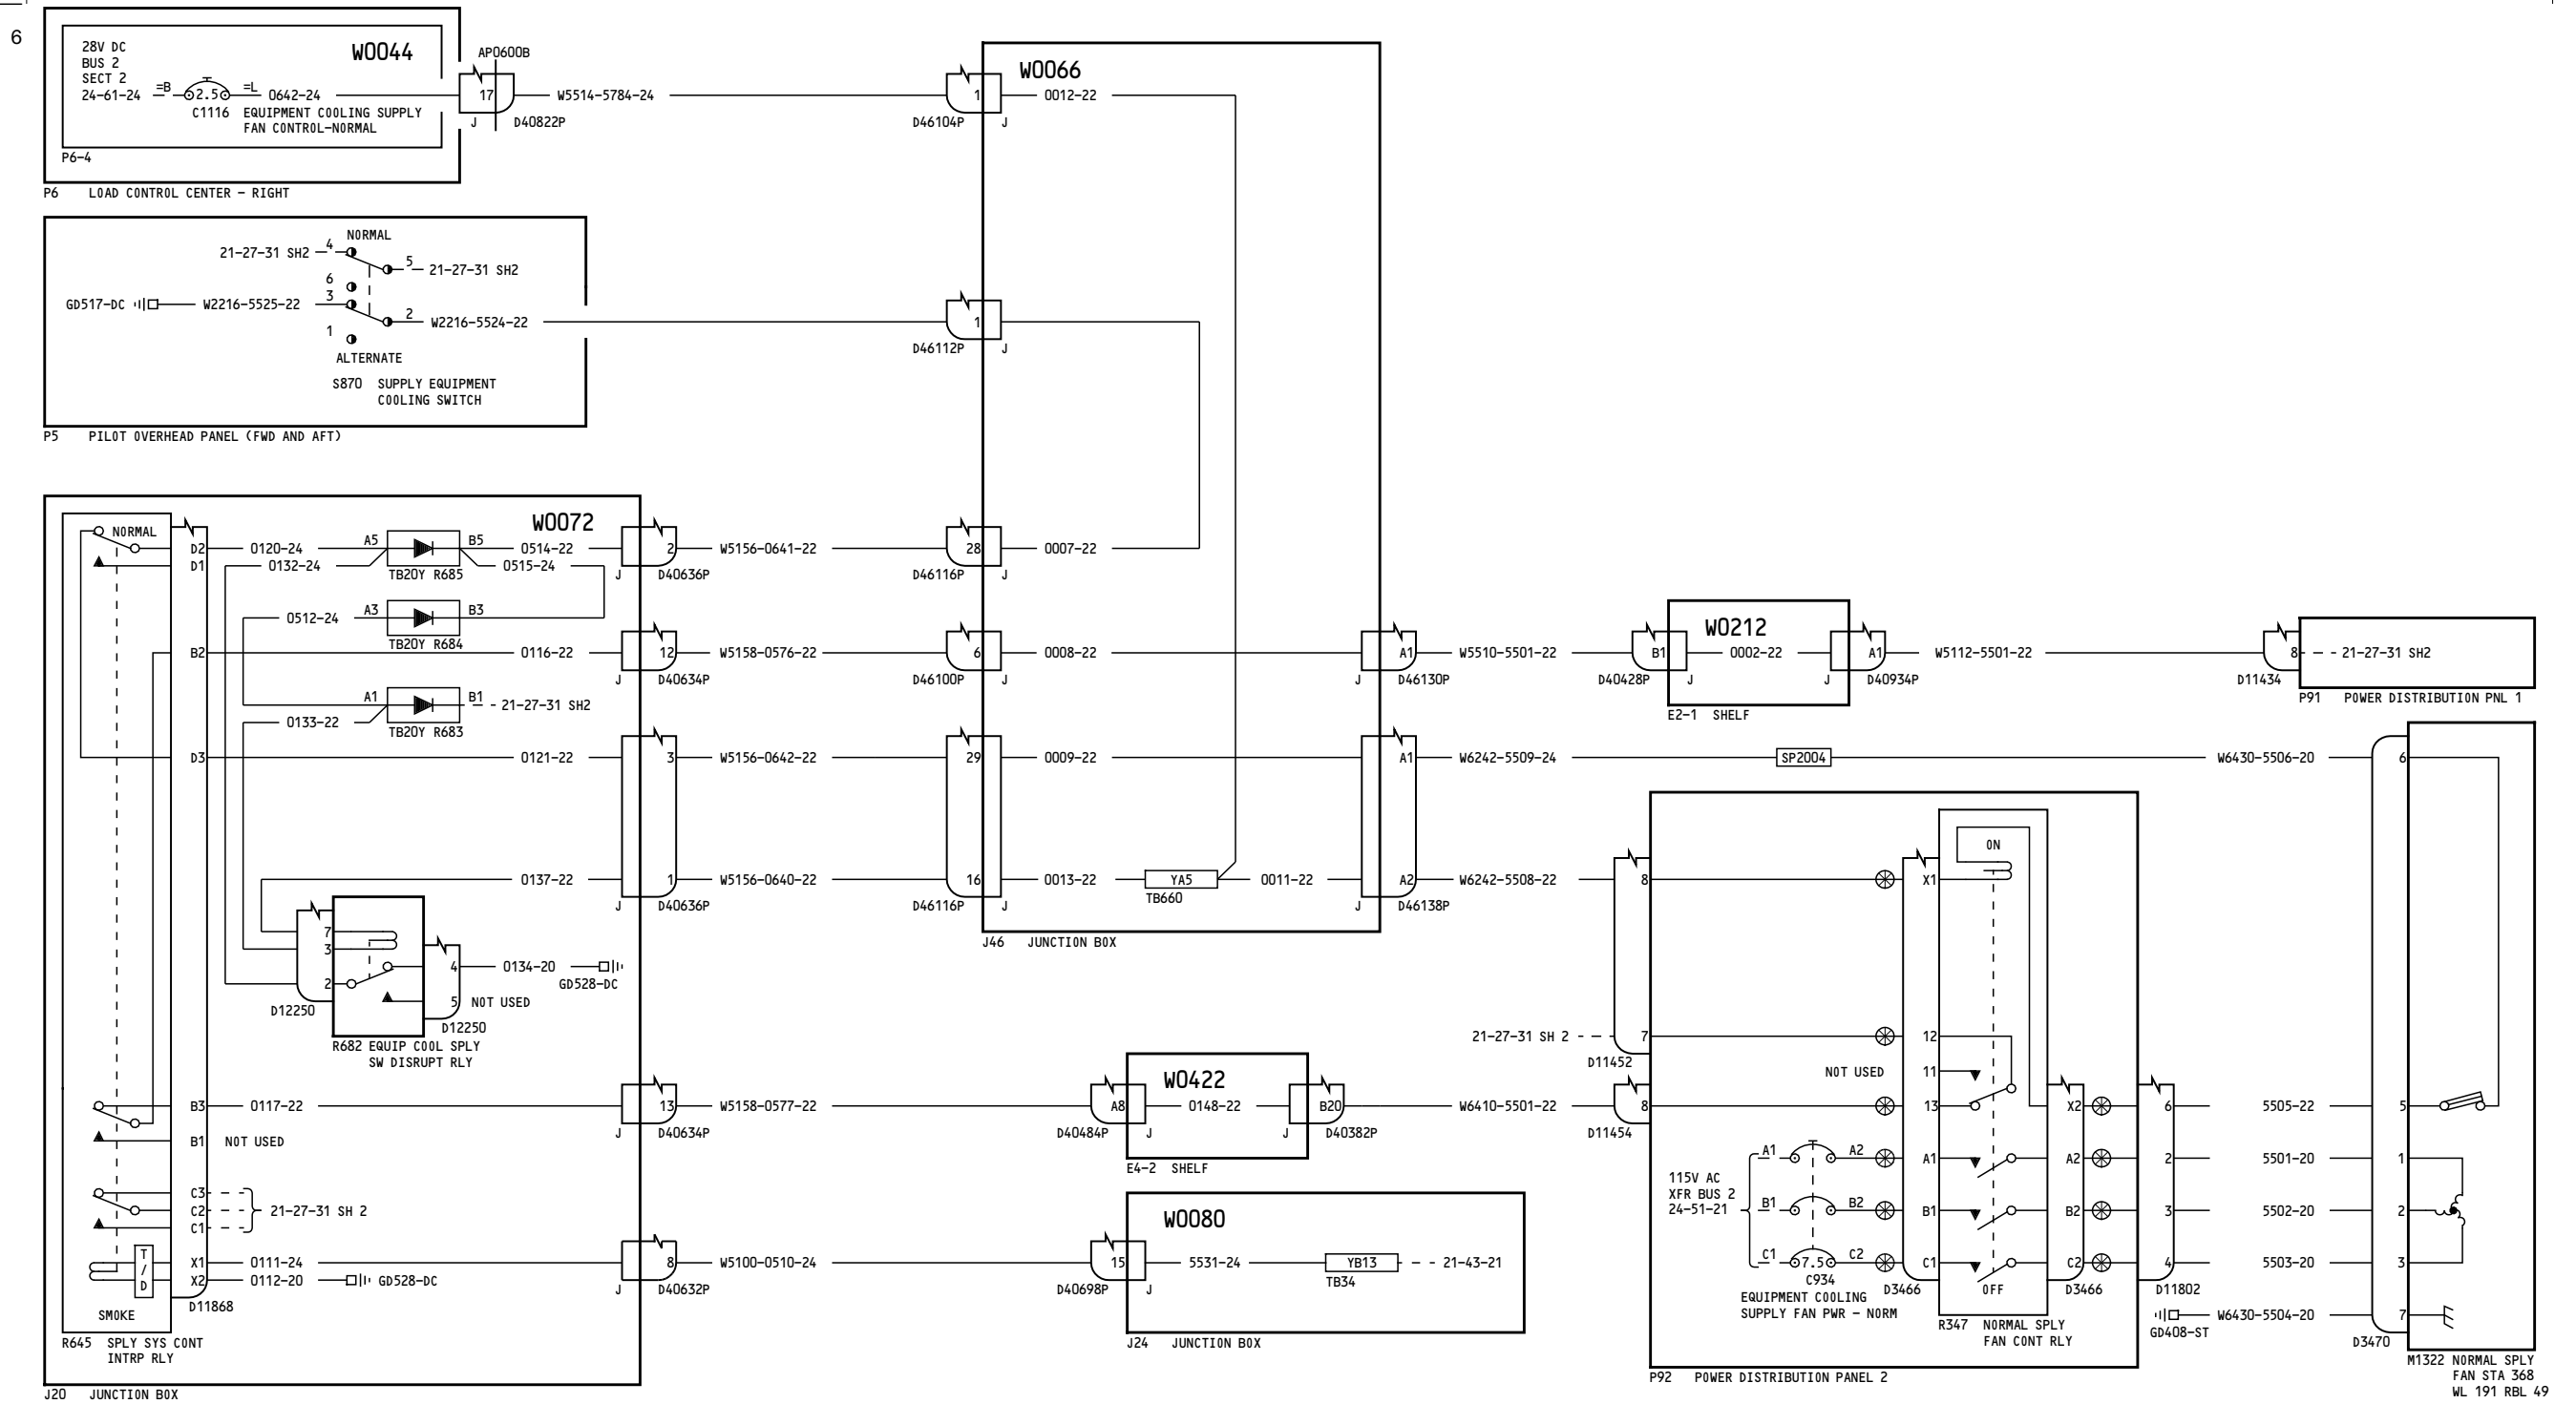 6
28V DC
BUS 2
SECT 2
24-61-24
=B
2.5
=L
0642-24
W0044
C1116 EQUIPMENT COOLING SUPPLY
FAN CONTROL-NORMAL
P6-4
P6 LOAD CONTROL CENTER - RIGHT
AP0600B
17
J D40822P
W5514-5784-24
1
D46104P J
W0066
0012-22
NORMAL
21-27-31 SH2
4
5
21-27-31 SH2
6
3
GD517-DC
W2216-5525-22
2
W2216-5524-22
1
ALTERNATE
S870 SUPPLY EQUIPMENT
COOLING SWITCH
P5 PILOT OVERHEAD PANEL (FWD AND AFT)
1
D46112P J
W0072
NORMAL
D2
0120-24
A5
B5
0514-22
2
W5156-0641-22
28
0007-22
D1
0132-24
0515-24
TB20Y R685
J D40636P
D46116P J
0512-24
A3
B3
TB20Y R684
B2
0116-22
12
W5158-0576-22
6
0008-22
A1
W5510-5501-22
B1
W0212
0002-22
A1
W5112-5501-22
8
21-27-31 SH2
J D40634P
D46100P J
J D46130P
D40428P J
J D40934P
D11434
P91 POWER DISTRIBUTION PNL 1
E2-1 SHELF
A1
B1
21-27-31 SH2
0133-22
TB20Y R683
D3
0121-22
3
W5156-0642-22
29
0009-22
A1
W6242-5509-24
SP2004
W6430-5506-20
6
0137-22
1
W5156-0640-22
16
0013-22
YA5
0011-22
A2
W6242-5508-22
8
X1
ON
TB660
J D40636P
D46116P J
J D46138P
J46 JUNCTION BOX
7
3
2
4
0134-20
GD528-DC
5 NOT USED
D12250
D12250
R682 EQUIP COOL SPLY
SW DISRUPT RLY
21-27-31 SH 2
7
12
D11452
NOT USED
11
B3
0117-22
13
W5158-0577-22
A8
W0422
0148-22
B20
W6410-5501-22
8
13
X2
6
5505-22
5
J D40634P
D40484P J
J D40382P
D11454
B1 NOT USED
E4-2 SHELF
115V AC
XFR BUS 2
24-51-21
A1
A2
A1
A2
2
5501-20
1
B1
B2
B1
B2
3
5502-20
2
C1
7.5
C2
C1
C2
4
5503-20
3
C934
EQUIPMENT COOLING
SUPPLY FAN PWR - NORM
D3466
OFF
D3466
D11802
C3
C2
C1
21-27-31 SH 2
T
/
D
X1
0111-24
8
W5100-0510-24
15
W0080
5531-24
YB13
21-43-21
TB34
X2
0112-20
GD528-DC
J D40632P
D40698P J
SMOKE
D11868
R645 SPLY SYS CONT
INTRP RLY
J24 JUNCTION BOX
J20 JUNCTION BOX
R347 NORMAL SPLY
FAN CONT RLY
GD408-ST
W6430-5504-20
7
D3470
P92 POWER DISTRIBUTION PANEL 2
M1322 NORMAL SPLY
FAN STA 368
WL 191 RBL 49